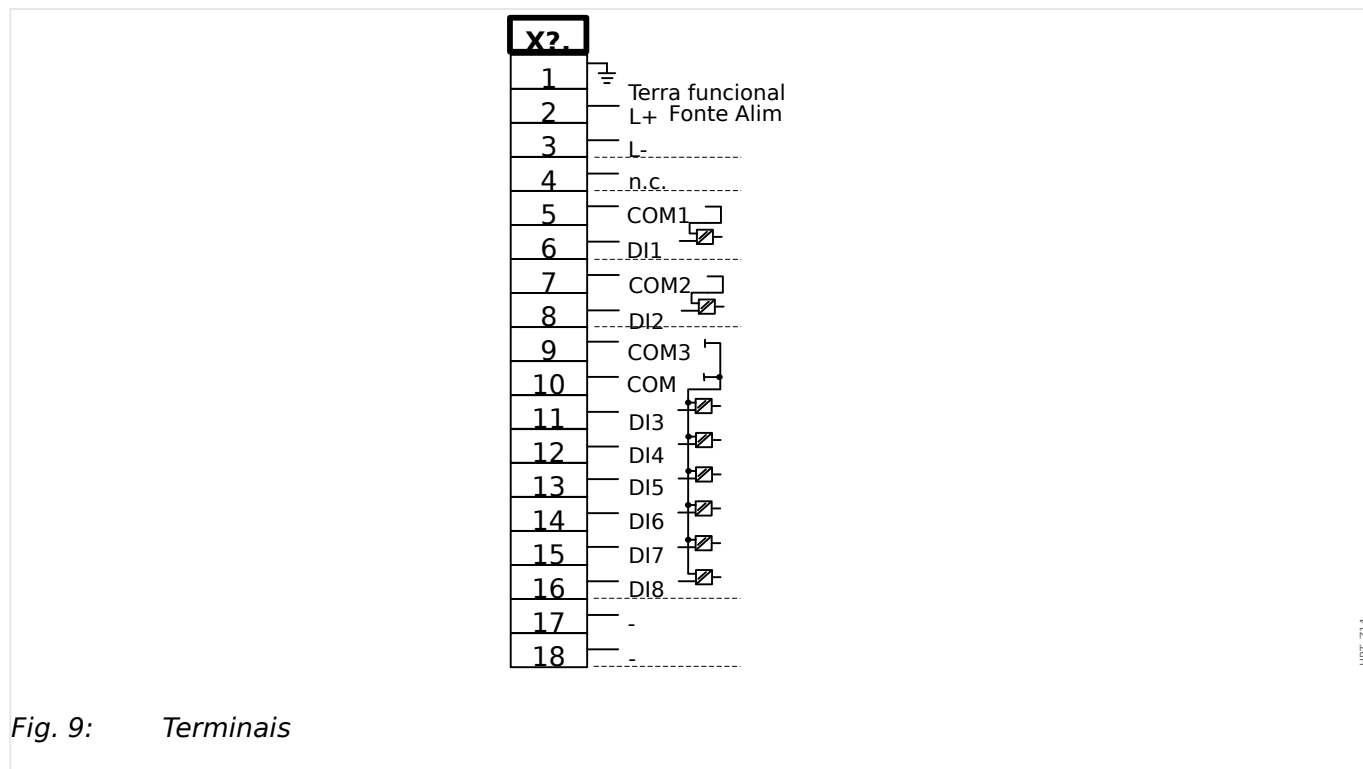 X?.
1
Terra funcional
2 L+ Fonte Alim
3 L-
4 n.c.
5 COM1
6 DI1
7 COM2
8 DI2
9 COM3
10 COM
11 DI3
12 DI4
13 DI5
14 DI6
15 DI7
16 DI8
17 -
18 -
Fig. 9: Terminais